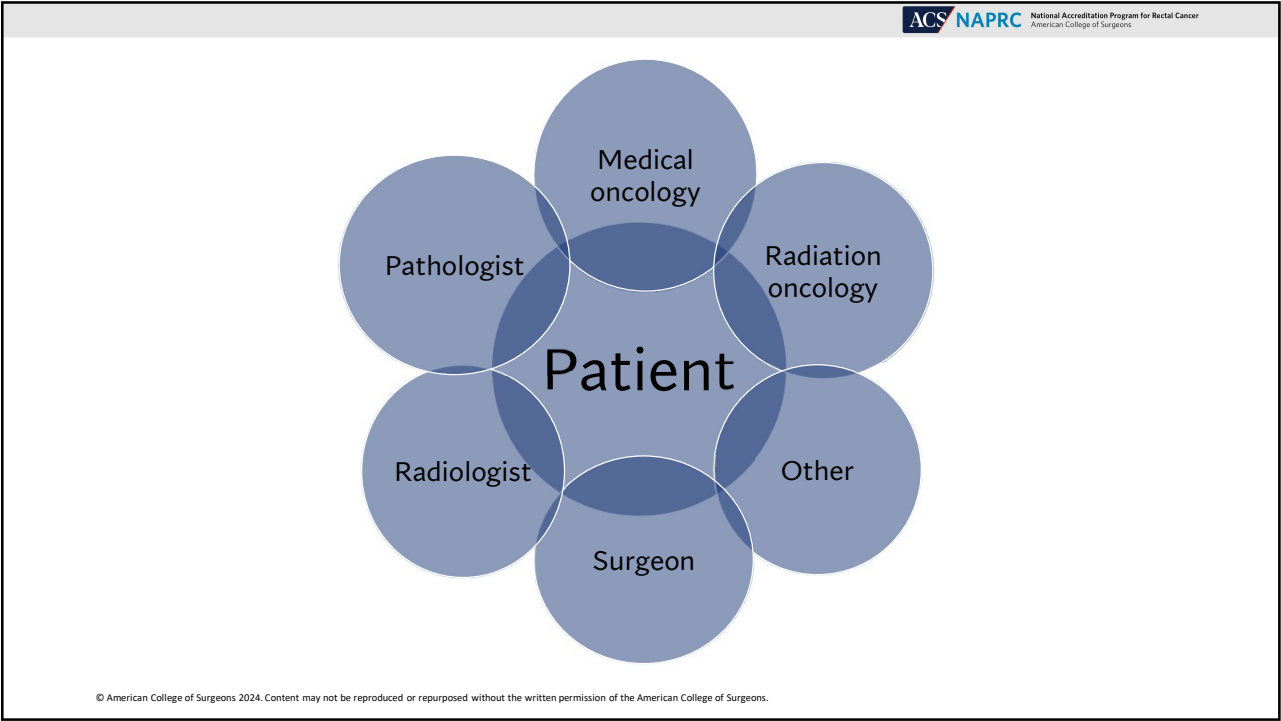 ACS NAPRC
National Accreditation Program for Rectal Cancer
American College of Surgeons
Medical
oncology
Pathologist
Radiation
oncology
Patient
Radiologist
Other
Surgeon
© American College of Surgeons 2024. Content may not be reproduced or repurposed without the written permission of the American College of Surgeons.